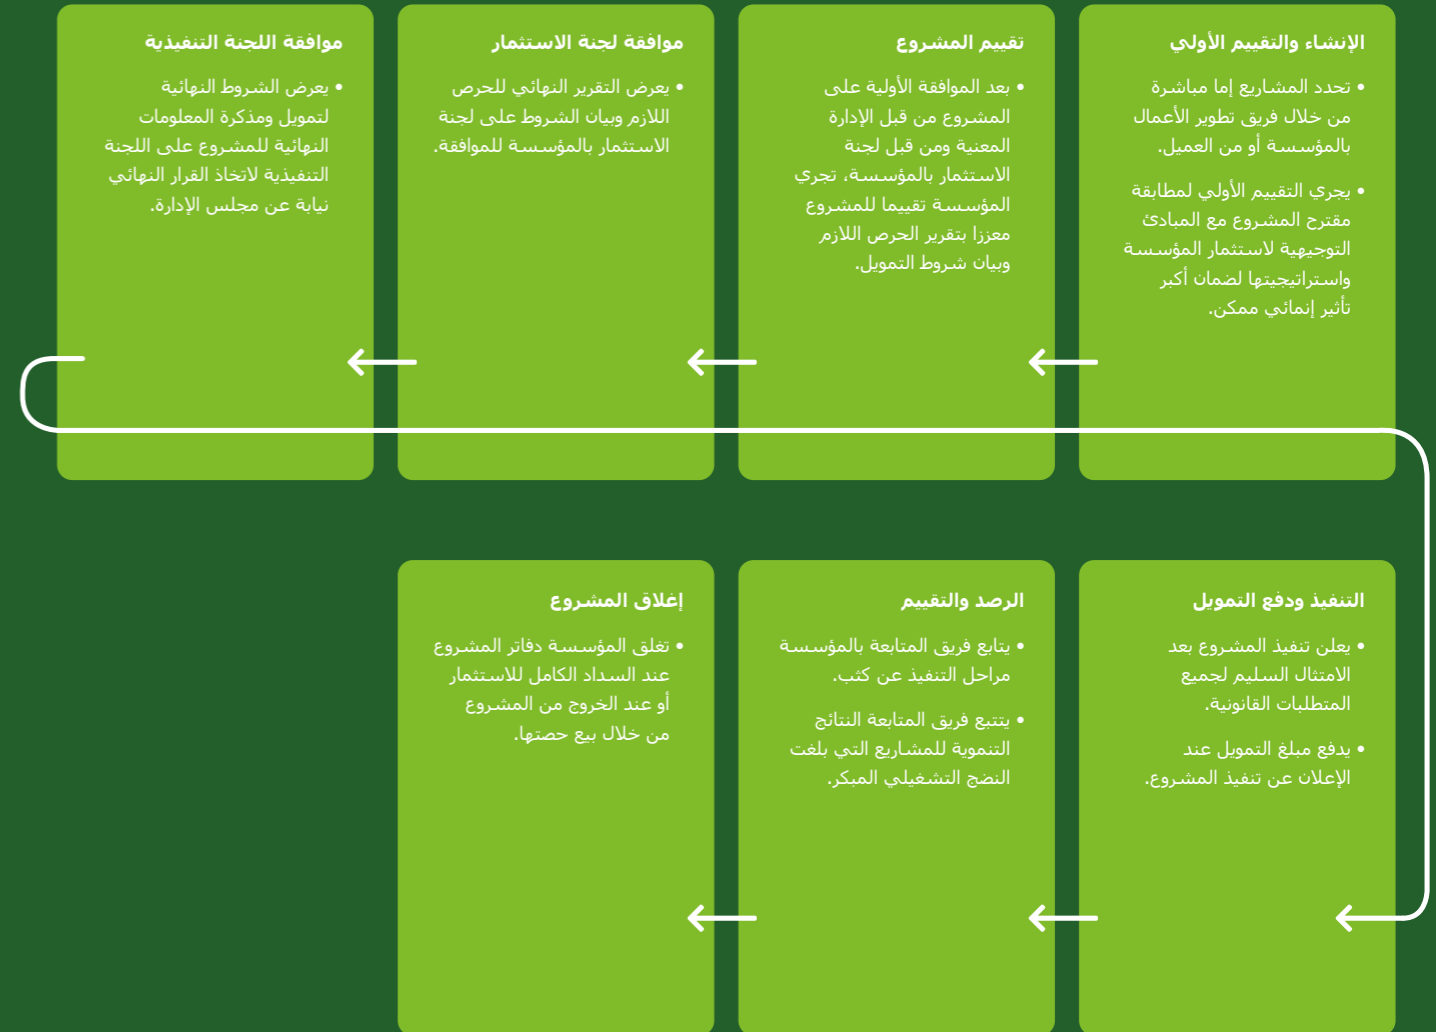 الإنشاء والتقييم الأولي
• تحدد المشاريع إما مباشرة
من خلال فريق تطوير الأعمال
بالمؤسسة أو من العميل.
• يجري التقييم الأولي لمطابقة
مقترح المشروع مع المبادئ
التوجيهية لاستثمار المؤسسة
واستراتيجيتها لضمان أكبر
تأثير إنمائي ممكن.
تقييم المشروع
• بعد الموافقة الأولية على
المشروع من قبل الإدارة
المعنية ومن قبل لجنة
الاستثمار بالمؤسسة، تجري
المؤسسة تقييما للمشروع
معززا بتقرير الحرص اللازم
وبيان شروط التمويل.
موافقة لجنة الاستثمار
• يعرض التقرير النهائي للحرص
اللازم وبيان الشروط على لجنة
الاستثمار بالمؤسسة للموافقة.
موافقة اللجنة التنفيذية
• يعرض الشروط النهائية
لتمويل ومذكرة المعلومات
النهائية للمشروع على اللجنة
التنفيذية لاتخاذ القرار النهائي
نيابة عن مجلس الإدارة.
التنفيذ ودفع التمويل
• يعلن تنفيذ المشروع بعد
الامتثال السليم لجميع
المتطلبات القانونية.
• يدفع مبلغ التمويل عند
الإعلان عن تنفيذ المشروع.
الرصد والتقييم
• يتابع فريق المتابعة بالمؤسسة
مراحل التنفيذ عن كثب.
• يتتبع فريق المتابعة النتائج
التنموية للمشاريع التي بلغت
النضج التشغيلي المبكر.
إغلاق المشروع
• تغلق المؤسسة دفاتر المشروع
عند السداد الكامل للاستثمار
أو عند الخروج من المشروع
من خلال بيع حصتها.